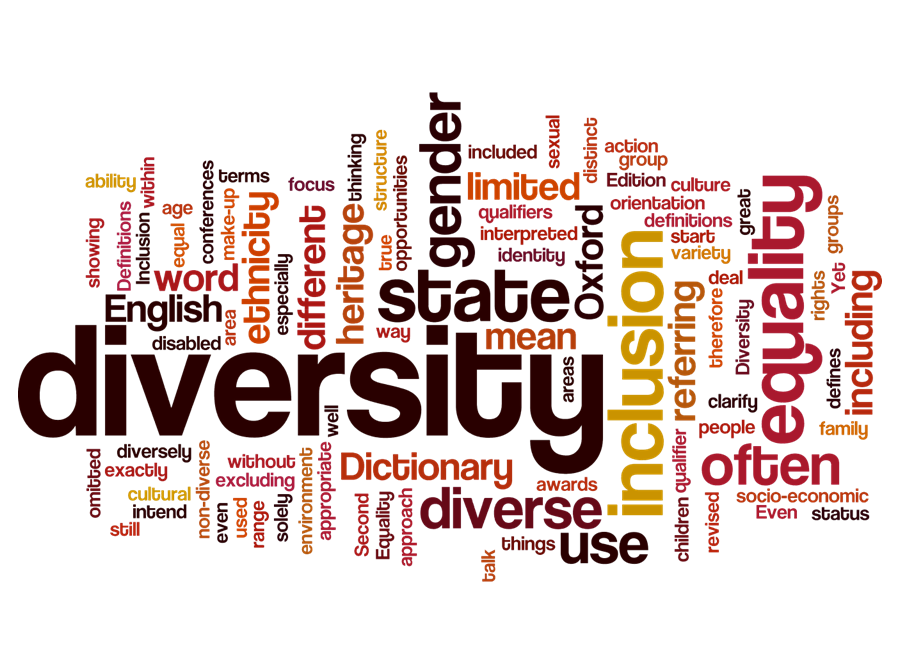 diversity
inclusion
equality
state
gender
diverse
use
often
limited
Oxford
English
word
ethnicity
different
heritage
mean
referring
including
Dictionary
ability
within
showing
Definitions
Inclusion
age
equal
conferences
terms
make-up
area
disabled
especially
focus
thinking
structure
true
opportunities
way
included
sexual
distinct
action
group
Edition
culture
orientation
qualifiers
interpreted
identity
definitions
start
variety
great
deal
therefore
Diversity
rights
Yet
groups
defines
clarify
people
family
areas
omitted
diversely
exactly
cultural
intend
still
non-diverse
even
used
range
without
excluding
solely
environment
appropriate
well
Second
Equality
approach
awards
things
talk
children
qualifier
revised
socio-economic
Even
status